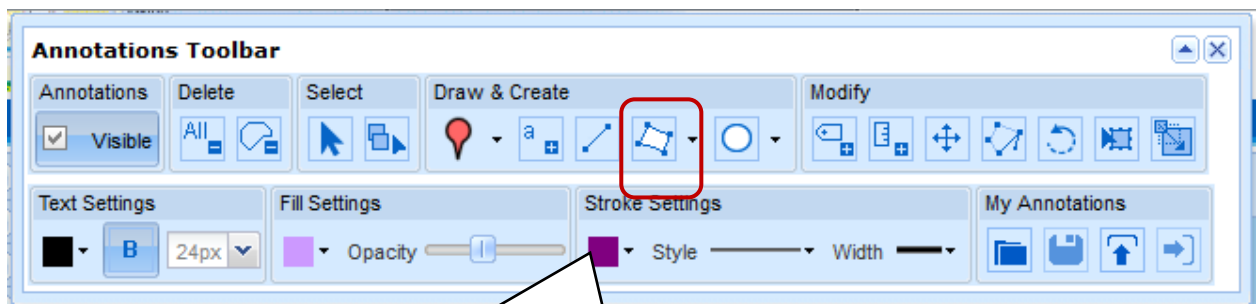 Annotations Toolbar
Annotations Delete Select Draw & Create Modify
Visible All a
Text Settings Fill Settings Stroke Settings My Annotations
B 24px Opacity Style Width